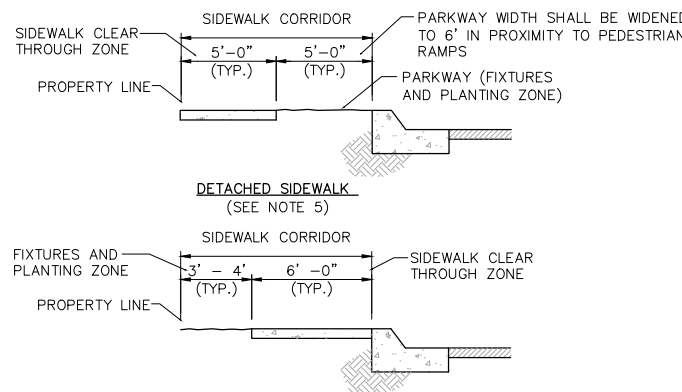 SIDEWALK CORRIDOR
SIDEWALK CLEAR
THROUGH ZONE
5'-0"
(TYP.)
5'-0"
(TYP.)
PARKWAY WIDTH SHALL BE WIDENED
TO 6' IN PROXIMITY TO PEDESTRIAN
RAMPS
PROPERTY LINE
PARKWAY (FIXTURES
AND PLANTING ZONE)
DETACHED SIDEWALK
(SEE NOTE 5)
SIDEWALK CORRIDOR
FIXTURES AND
PLANTING ZONE
3' - 4'
(TYP.)
6' -0"
(TYP.)
SIDEWALK CLEAR
THROUGH ZONE
PROPERTY LINE